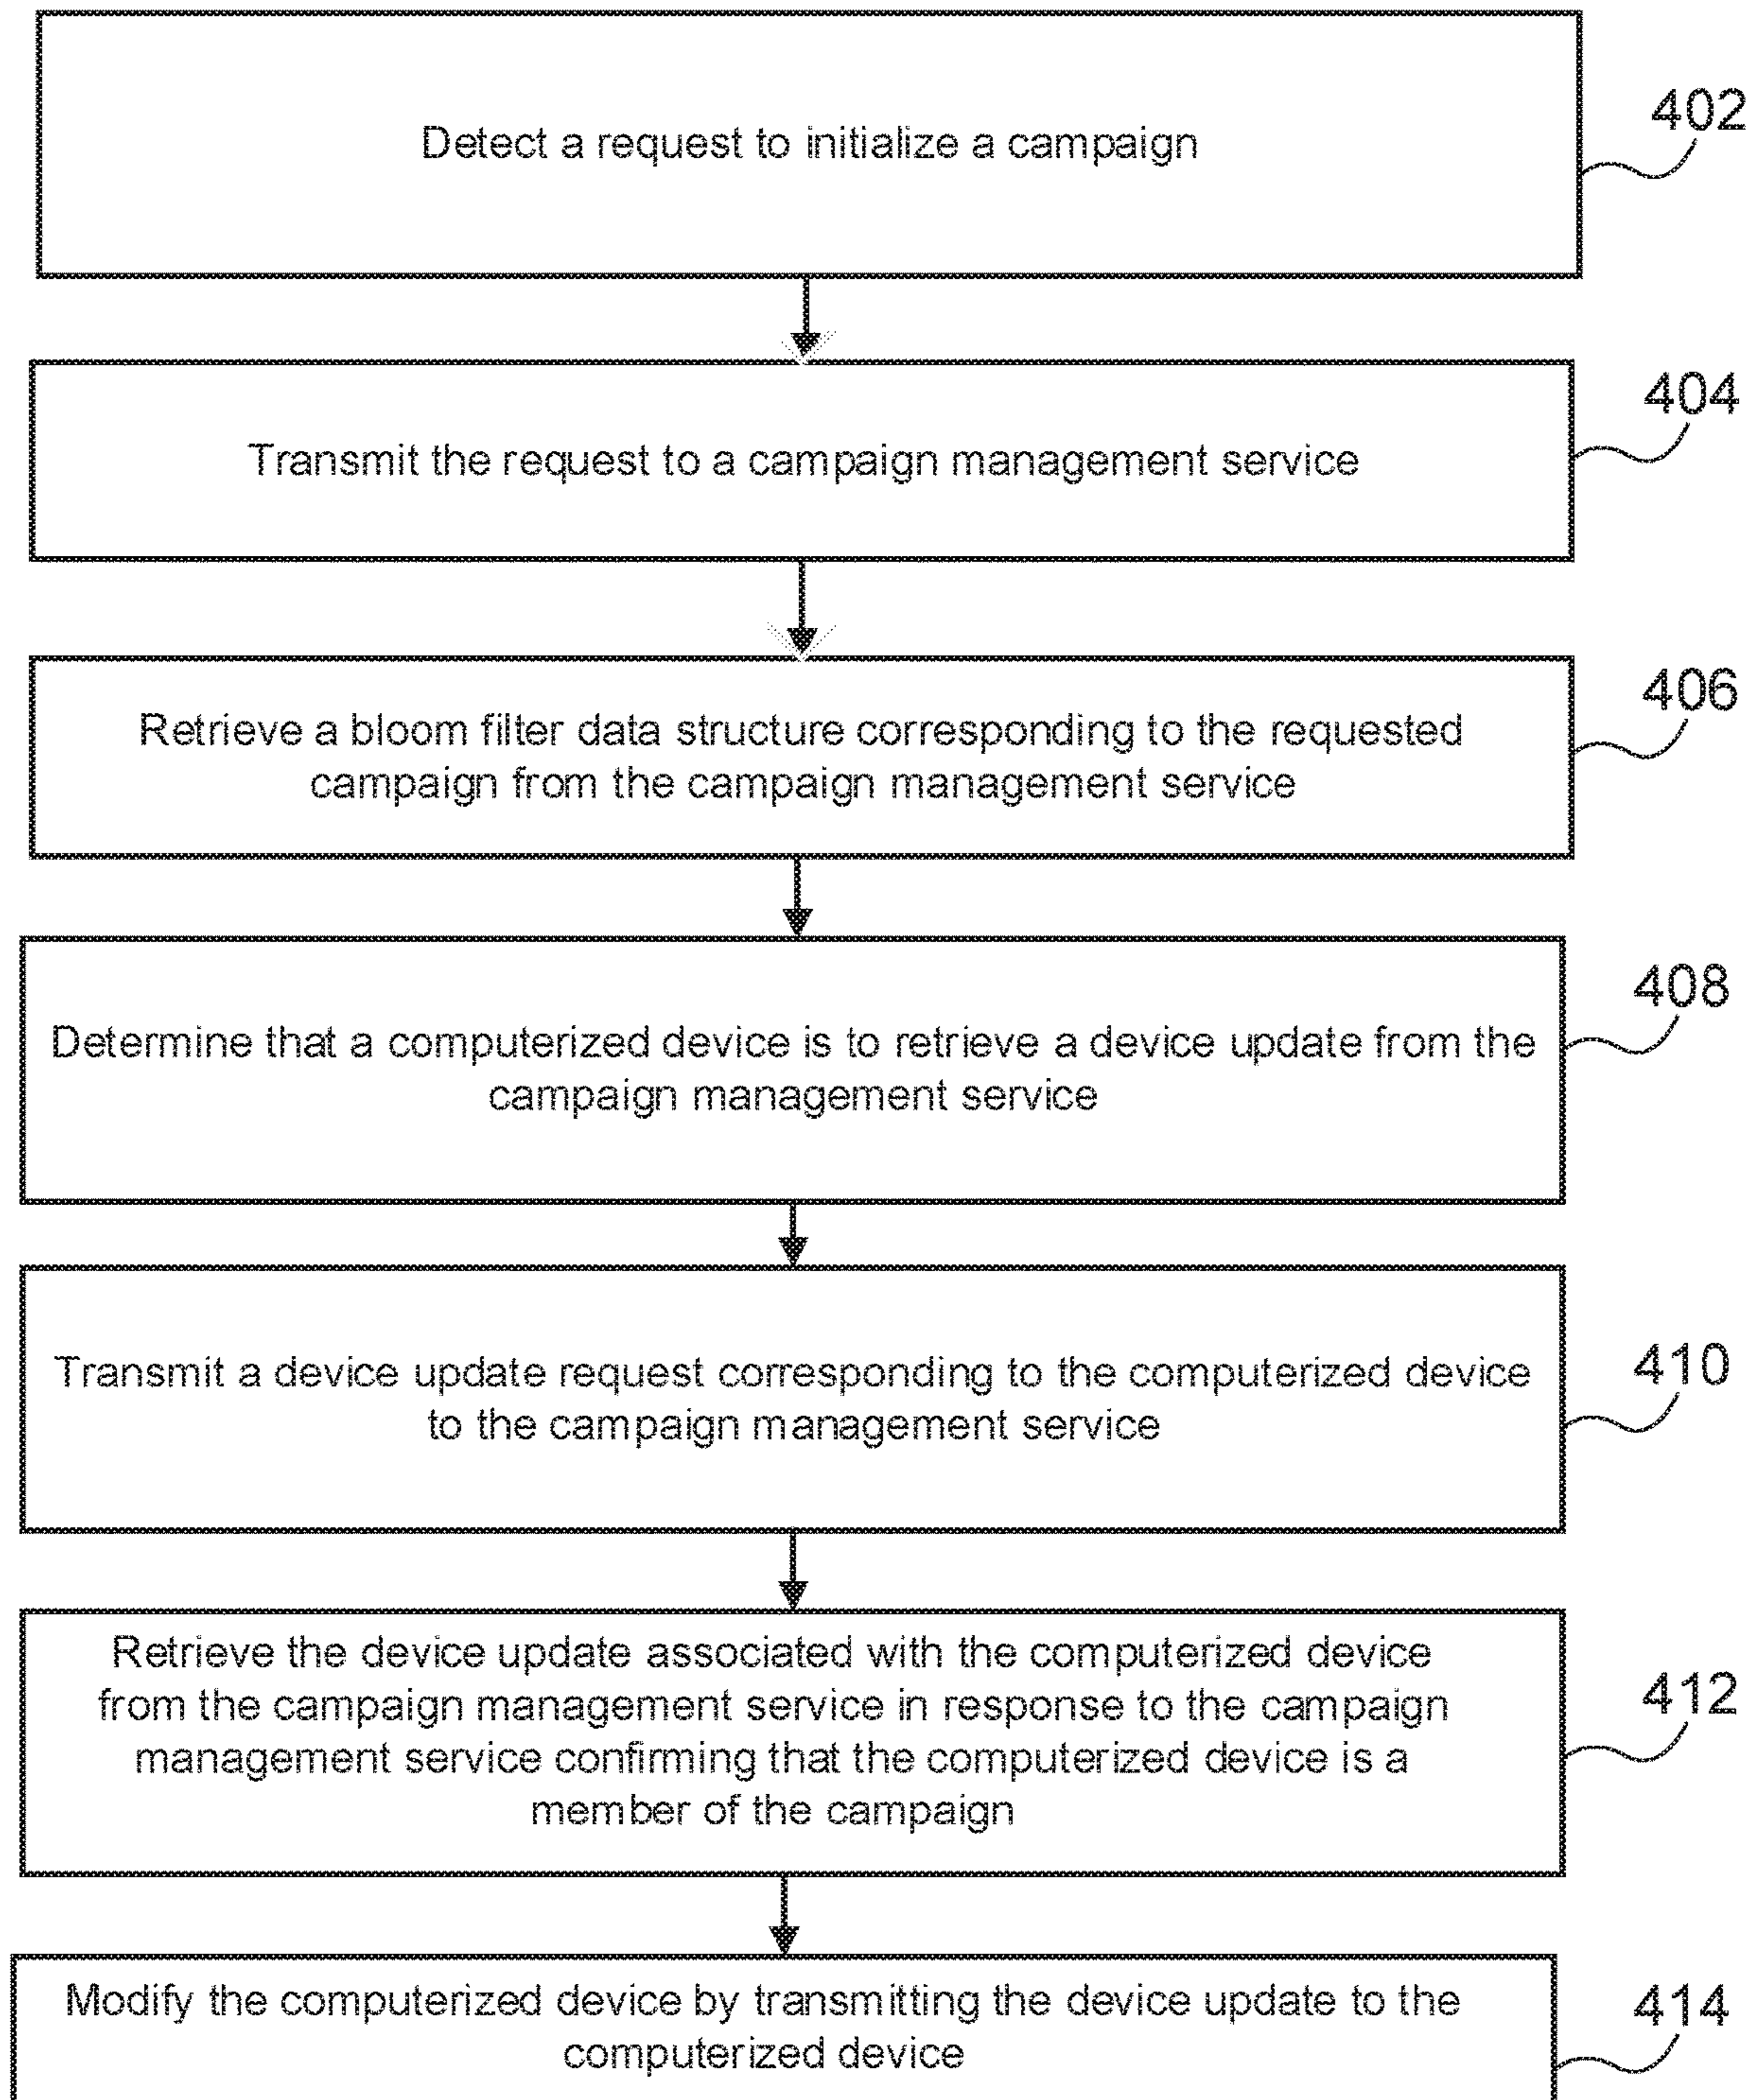 Detect a request to initialize a campaign
402
Transmit the request to a campaign management service
404
Retrieve a bloom filter data structure corresponding to the requested
campaign from the campaign management service
406
Determine that a computerized device is to retrieve a device update from the
campaign management service
408
Transmit a device update request corresponding to the computerized device
to the campaign management service
410
Retrieve the device update associated with the computerized device
from the campaign management service in response to the campaign
management service confirming that the computerized device is a
member of the campaign
412
Modify the computerized device by transmitting the device update to the
computerized device
414